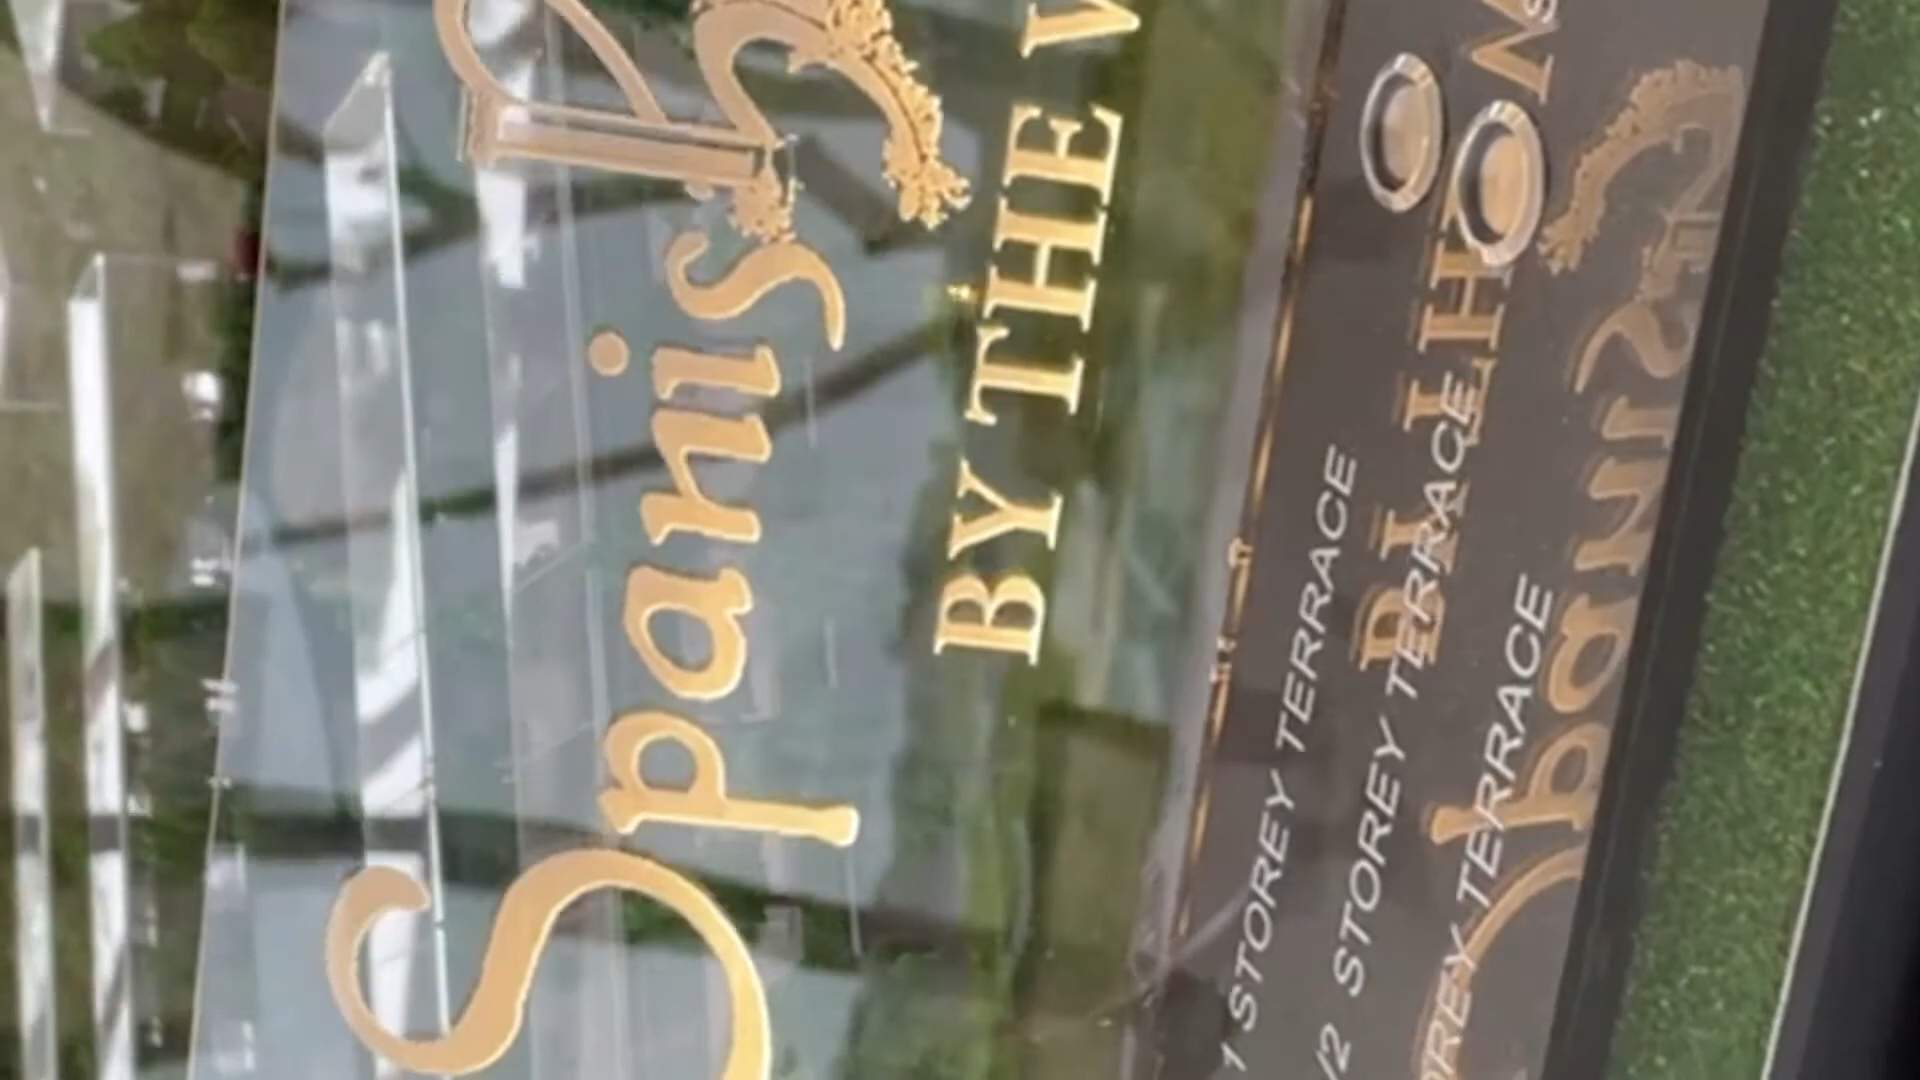 Spanish
BY THE
1 STOREY TERRACE
/2 STOREY TERRACE
STOREY TERRACE